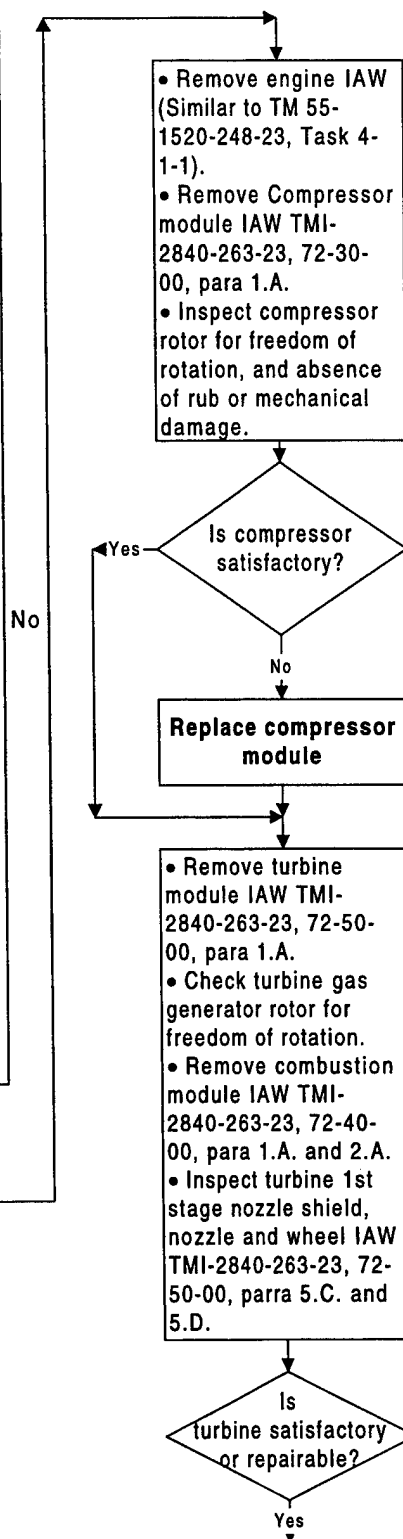 • Remove engine IAW
(Similar to TM 55-
1520-248-23, Task 4-
1-1).
• Remove Compressor
module IAW TMI-
2840-263-23, 72-30-
00, para 1.A.
• Inspect compressor
rotor for freedom of
rotation, and absence
of rub or mechanical
damage.
Is compressor
satisfactory?
Yes
No
No
Replace compressor
module
• Remove turbine
module IAW TMI-
2840-263-23, 72-50-
00, para 1.A.
• Check turbine gas
generator rotor for
freedom of rotation.
• Remove combustion
module IAW TMI-
2840-263-23, 72-40-
00, para 1.A. and 2.A.
• Inspect turbine 1st
stage nozzle shield,
nozzle and wheel IAW
TMI-2840-263-23, 72-
50-00, parra 5.C. and
5.D.
Is
turbine satisfactory
or repairable?
Yes